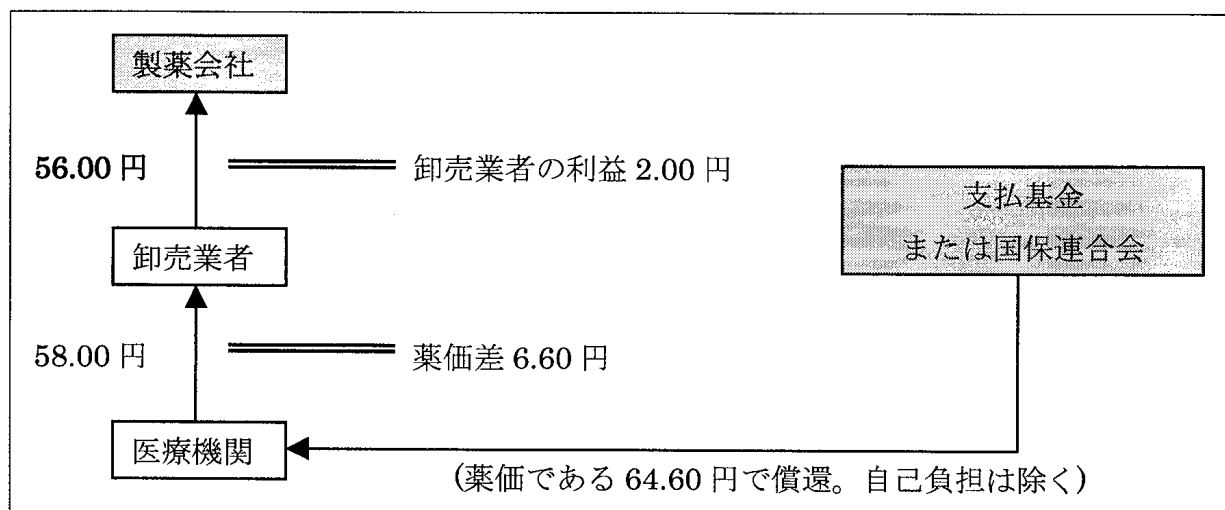 製薬会社
56.00 円
卸売業者の利益 2.00 円
支払基金
または国保連合会
卸売業者
58.00 円
薬価差 6.60 円
医療機関
(薬価である 64.60 円で償還。自己負担は除く)